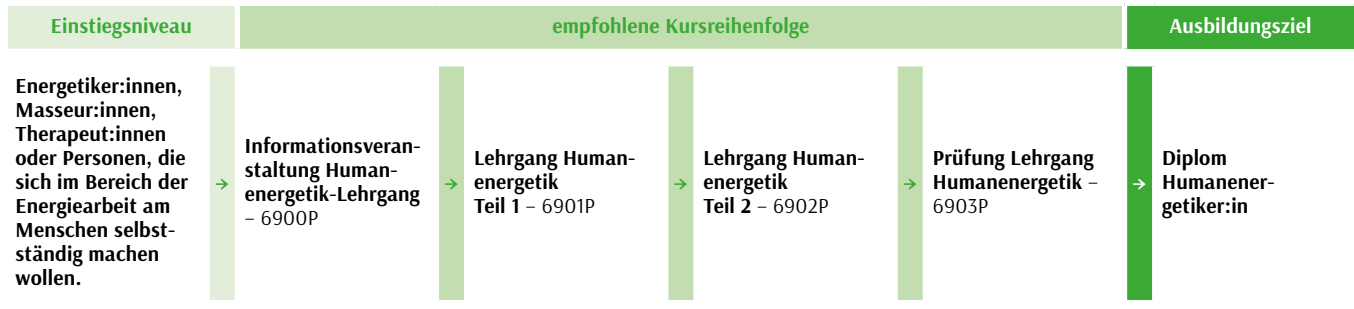 Einstiegsniveau
empfohlene Kursreihenfolge
Ausbildungsziel
Energetiker:innen,
Masseur:innen,
Therapeut:innen
oder Personen, die
sich im Bereich der
Energiearbeit am
Menschen selbst-
ständig machen
wollen.
→
Informationsveran-
staltung Human-
energetik-Lehrgang
– 6900P
→
Lehrgang Human-
energetik
Teil 1 – 6901P
→
Lehrgang Human-
energetik
Teil 2 – 6902P
→
Prüfung Lehrgang
Humanenergetik –
6903P
→
Diplom
Humanener-
getiker:in